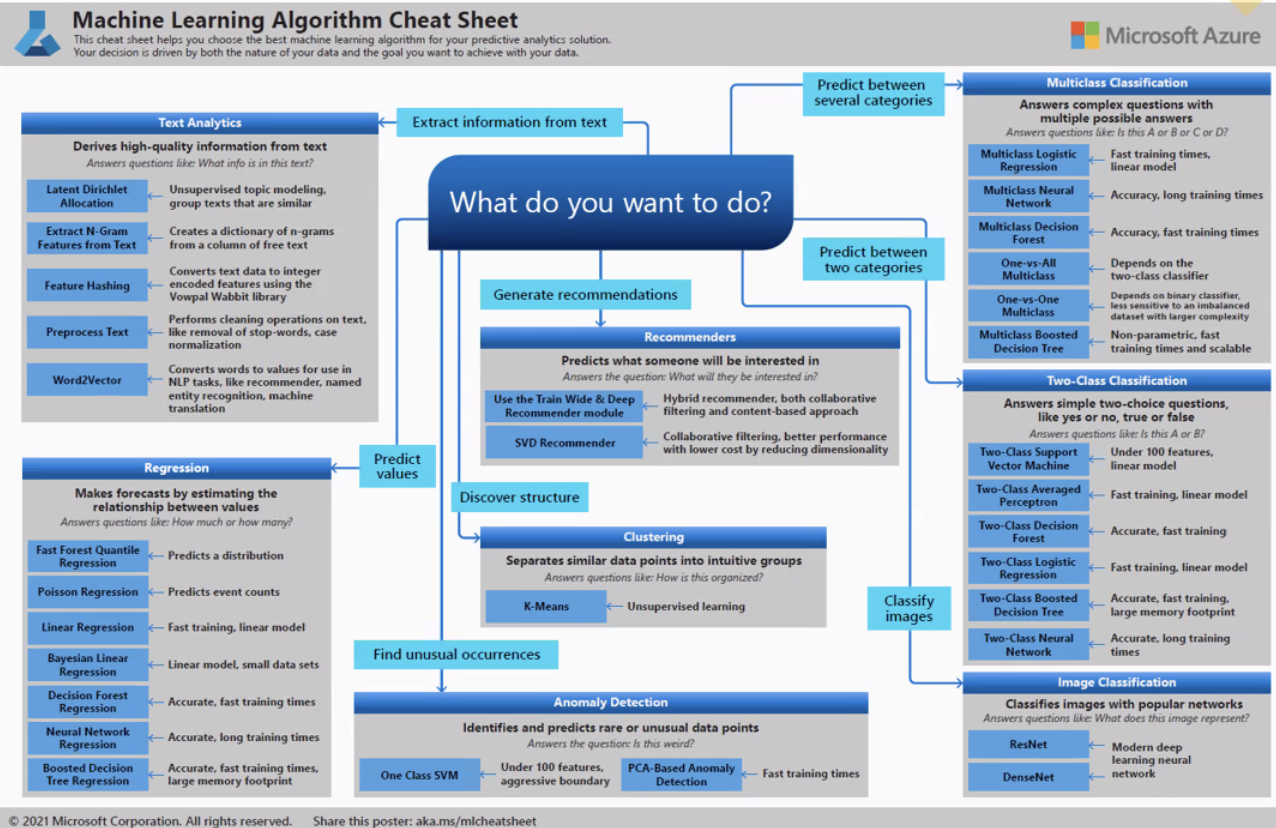 Machine Learning Algorithm Cheat Sheet
This cheat sheet helps you choose the best machine learning algorithm for your predictive analytics solution.
Your decision is driven by both the nature of your data and the goal you want to achieve with your data.
Microsoft Azure
What do you want to do?
Extract information from text
Text Analytics
Derives high-quality information from text
Answers questions like: What info is in this text?
Latent Dirichlet
Allocation
Unsupervised topic modeling,
group texts that are similar
Extract N-Gram
Features from Text
Creates a dictionary of n-grams
from a column of free text
Feature Hashing
Converts text data to integer
encoded features using the
Vowpal Wabbit library
Preprocess Text
Performs cleaning operations on text,
like removal of stop-words, case
normalization
Word2Vector
Converts words to values for use in
NLP tasks, like recommender, named
entity recognition, machine
translation
Predict
values
Regression
Makes forecasts by estimating the
relationship between values
Answers questions like: How much or how many?
Fast Forest Quantile
Regression
Predicts a distribution
Poisson Regression
Predicts event counts
Linear Regression
Fast training, linear model
Bayesian Linear
Regression
Linear model, small data sets
Decision Forest
Regression
Accurate, fast training times
Neural Network
Regression
Accurate, long training times
Boosted Decision
Tree Regression
Accurate, fast training times,
large memory footprint
Generate recommendations
Recommenders
Predicts what someone will be interested in
Answers the question: What will they be interested in?
Use the Train Wide & Deep
Recommender module
Hybrid recommender, both collaborative
filtering and content-based approach
SVD Recommender
Collaborative filtering, better performance
with lower cost by reducing dimensionality
Discover structure
Clustering
Separates similar data points into intuitive groups
Answers questions like: How is this organized?
K-Means
Unsupervised learning
Find unusual occurrences
Anomaly Detection
Identifies and predicts rare or unusual data points
Answers the question: Is this weird?
One Class SVM
Under 100 features,
aggressive boundary
PCA-Based Anomaly
Detection
Fast training times
Predict between
several categories
Multiclass Classification
Answers complex questions with
multiple possible answers
Answers questions like: Is this A or B or C or D?
Multiclass Logistic
Regression
Fast training times,
linear model
Multiclass Neural
Network
Accuracy, long training times
Multiclass Decision
Forest
Accuracy, fast training times
One-vs-All
Multiclass
Depends on the
two-class classifier
One-vs-One
Multiclass
Depends on binary classifier,
less sensitive to an imbalanced
dataset with larger complexity
Multiclass Boosted
Decision Tree
Non-parametric, fast
training times and scalable
Predict between
two categories
Two-Class Classification
Answers simple two-choice questions,
like yes or no, true or false
Answers questions like: Is this A or B?
Two-Class Support
Vector Machine
Under 100 features,
linear model
Two-Class Averaged
Perceptron
Fast training, linear model
Two-Class Decision
Forest
Accurate, fast training
Two-Class Logistic
Regression
Fast training, linear model
Two-Class Boosted
Decision Tree
Accurate, fast training,
large memory footprint
Two-Class Neural
Network
Accurate, long training
times
Classify
images
Image Classification
Classifies images with popular networks
Answers questions like: What does this image represent?
ResNet
DenseNet
Modern deep
learning neural
network
© 2021 Microsoft Corporation. All rights reserved.
Share this poster: aka.ms/mlcheatsheet